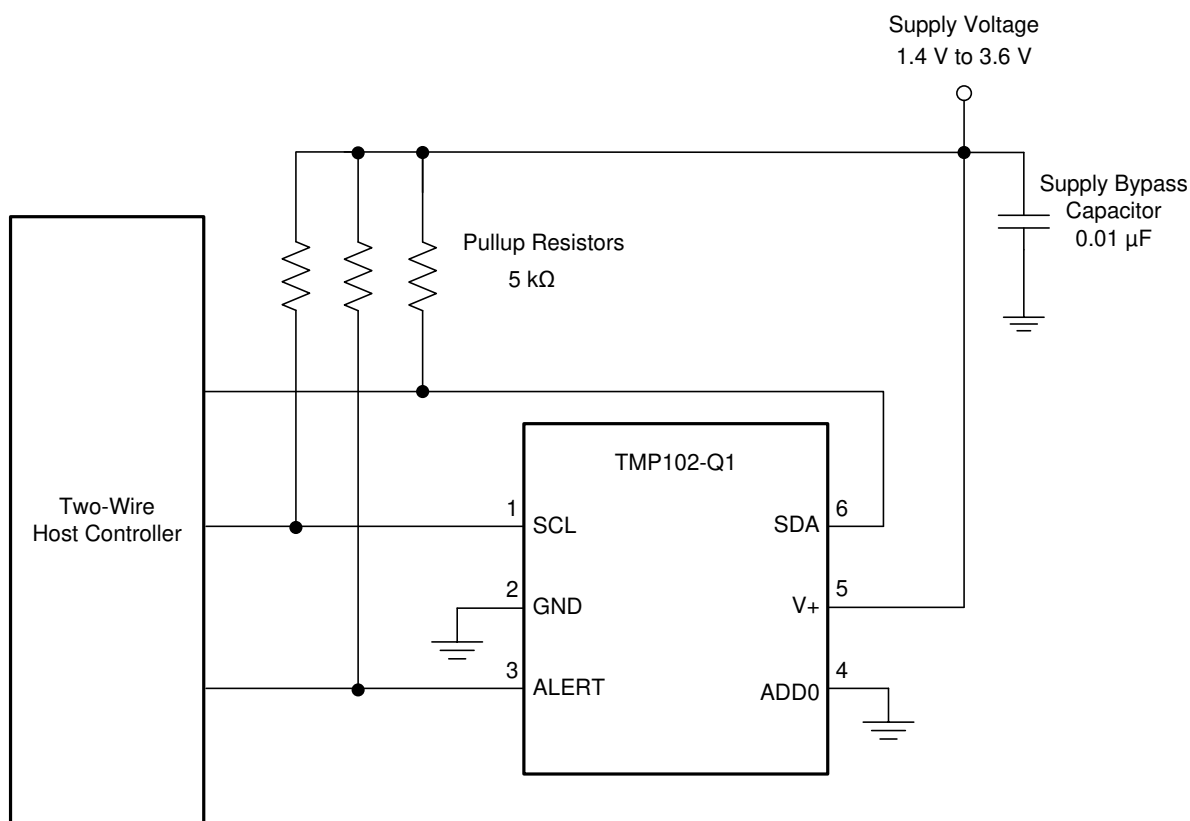 Supply Voltage
1.4 V to 3.6 V
Supply Bypass
Capacitor
0.01 µF
Pullup Resistors
5 kΩ
Two-Wire
Host Controller
TMP102-Q1
1
SCL
2
GND
3
ALERT
6
SDA
5
V+
4
ADD0